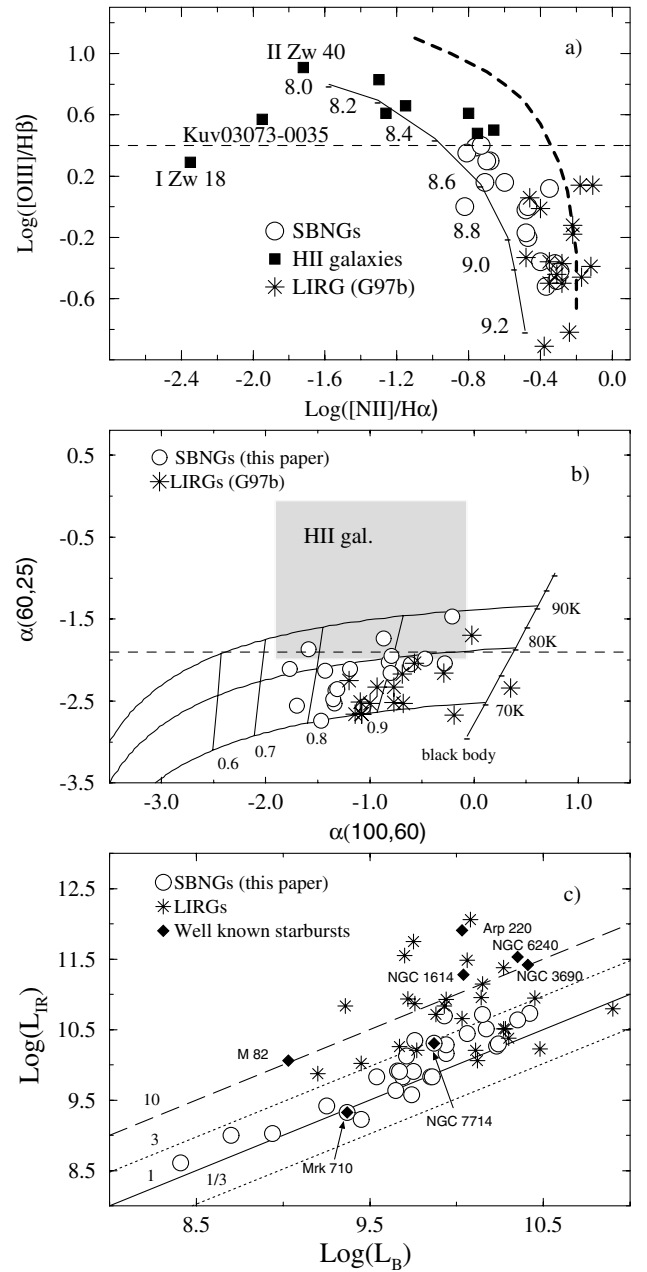 a)
1.0
0.6
0.2
-0.2
-0.6
Log([OIII]/Hβ)
II Zw 40
8.0
8.2
8.4
Kuv03073-0035
I Zw 18
8.6
8.8
9.0
9.2
SBNGs
HII galaxies
LIRG (G97b)
-2.4 -2.0 -1.6 -1.2 -0.8 -0.4 0.0
Log([NII]/Hα)
b)
0.5
-0.5
-1.5
-2.5
-3.5
α(60,25)
SBNGs (this paper)
LIRGs (G97b)
HII gal.
90K
80K
70K
black body
0.6
0.7
0.8
0.9
-3.0 -2.0 -1.0 0.0 1.0
α(100,60)
c)
12.5
11.5
10.5
9.5
8.5
Log(L_IR)
SBNGs (this paper)
LIRGs
Well known starbursts
Arp 220
NGC 6240
NGC 3690
NGC 1614
M 82
10
3
1
1/3
NGC 7714
Mrk 710
8.5 9.5 10.5
Log(L_B)